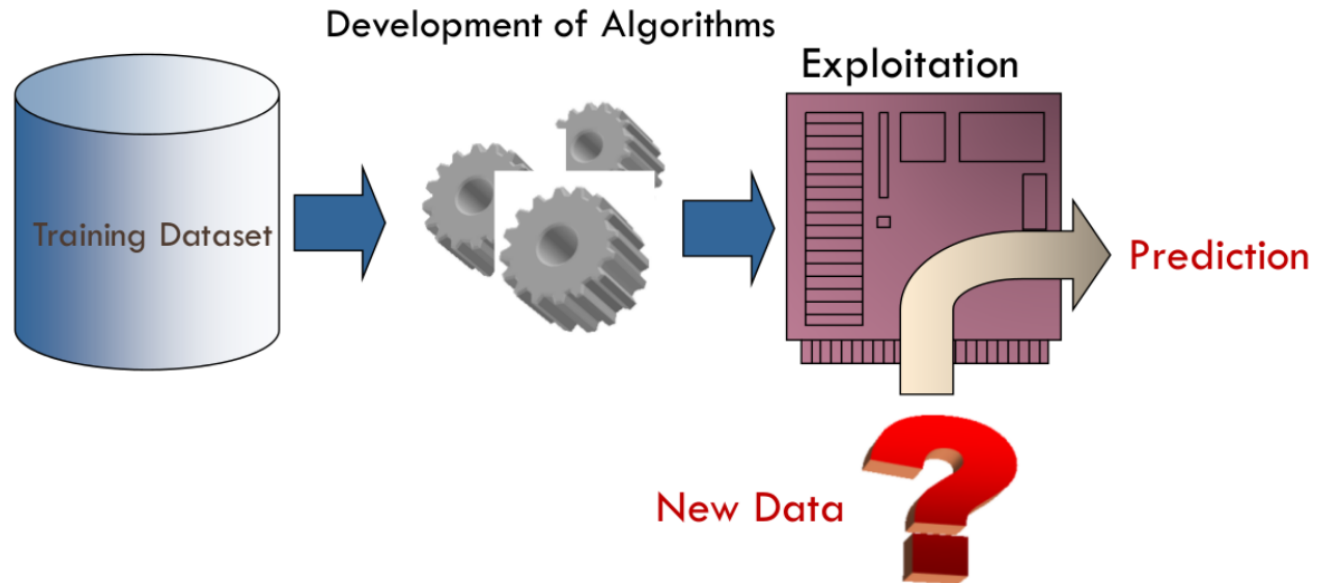 Development of Algorithms
Exploitation
Training Dataset
Prediction
New Data